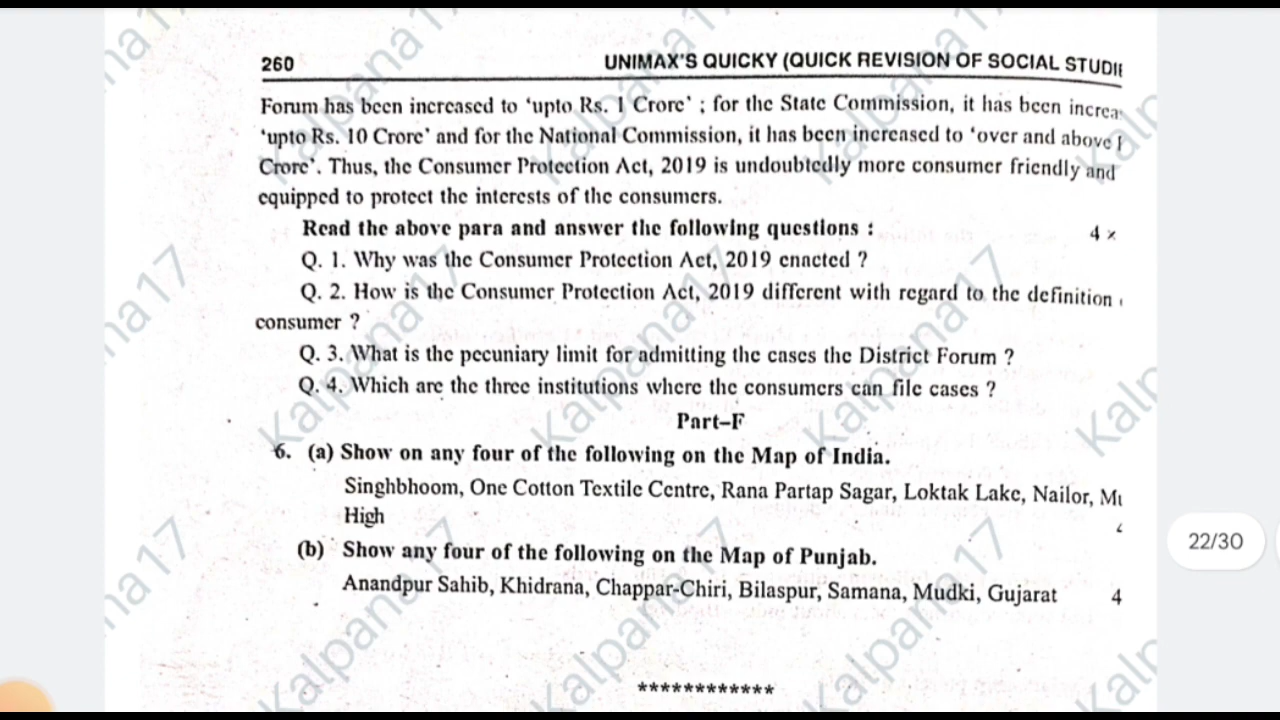 260 UNIMAX'S QUICKY (QUICK REVISION OF SOCIAL STUDIE
Forum has been increased to 'upto Rs. 1 Crore' ; for the State Commission, it has been increa
'upto Rs. 10 Crore' and for the National Commission, it has been increased to 'over and above
Crore'. Thus, the Consumer Protection Act, 2019 is undoubtedly more consumer friendly and
equipped to protect the interests of the consumers.
Read the above para and answer the following questions :
4 ×
Q. 1. Why was the Consumer Protection Act, 2019 enacted ?
Q. 2. How is the Consumer Protection Act, 2019 different with regard to the definition
consumer ?
Q. 3. What is the pecuniary limit for admitting the cases the District Forum ?
Q. 4. Which are the three institutions where the consumers can file cases ?
Part–F
6. (a) Show on any four of the following on the Map of India.
Singhbhoom, One Cotton Textile Centre, Rana Partap Sagar, Loktak Lake, Nailor,
High
(b) Show any four of the following on the Map of Punjab.
Anandpur Sahib, Khidrana, Chappar-Chiri, Bilaspur, Samana, Mudki, Gujarat 4
************
22/30
Kalpana17